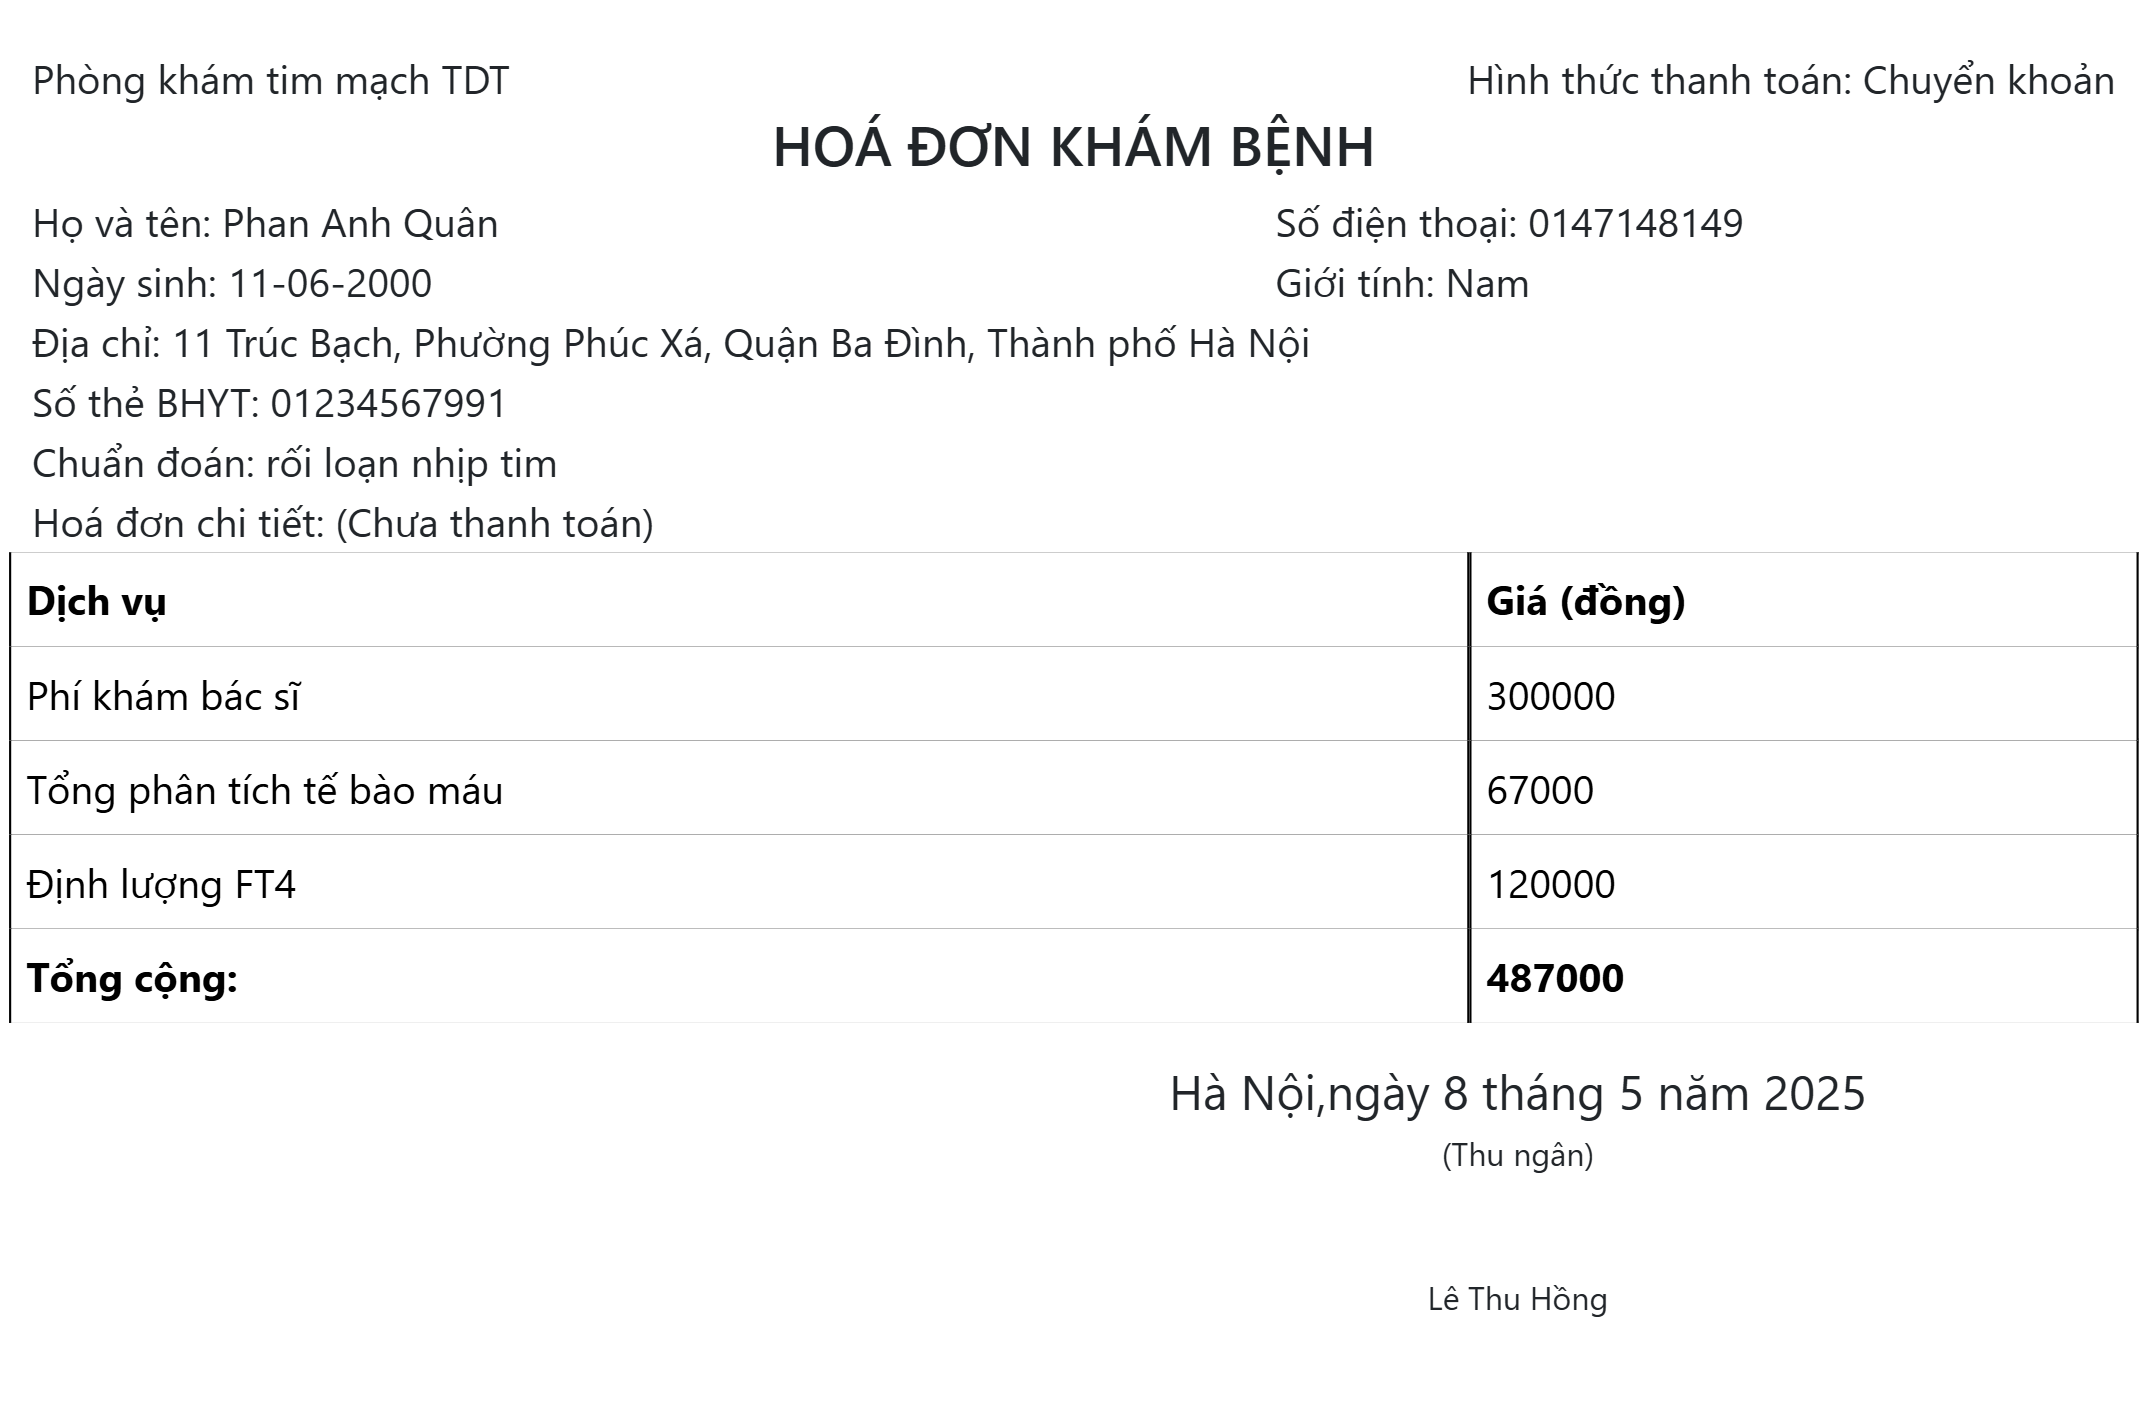 Phòng khám tim mạch TDT
Hình thức thanh toán: Chuyển khoản
HOÁ ĐƠN KHÁM BỆNH
Họ và tên: Phan Anh Quân
Số điện thoại: 0147148149
Ngày sinh: 11-06-2000
Giới tính: Nam
Địa chỉ: 11 Trúc Bạch, Phường Phúc Xá, Quận Ba Đình, Thành phố Hà Nội
Số thẻ BHYT: 01234567991
Chuẩn đoán: rối loạn nhịp tim
Hoá đơn chi tiết: (Chưa thanh toán)
Dịch vụ Giá (đồng)
Phí khám bác sĩ 300000
Tổng phân tích tế bào máu 67000
Định lượng FT4 120000
Tổng cộng: 487000
Hà Nội,ngày 8 tháng 5 năm 2025
(Thu ngân)
Lê Thu Hồng